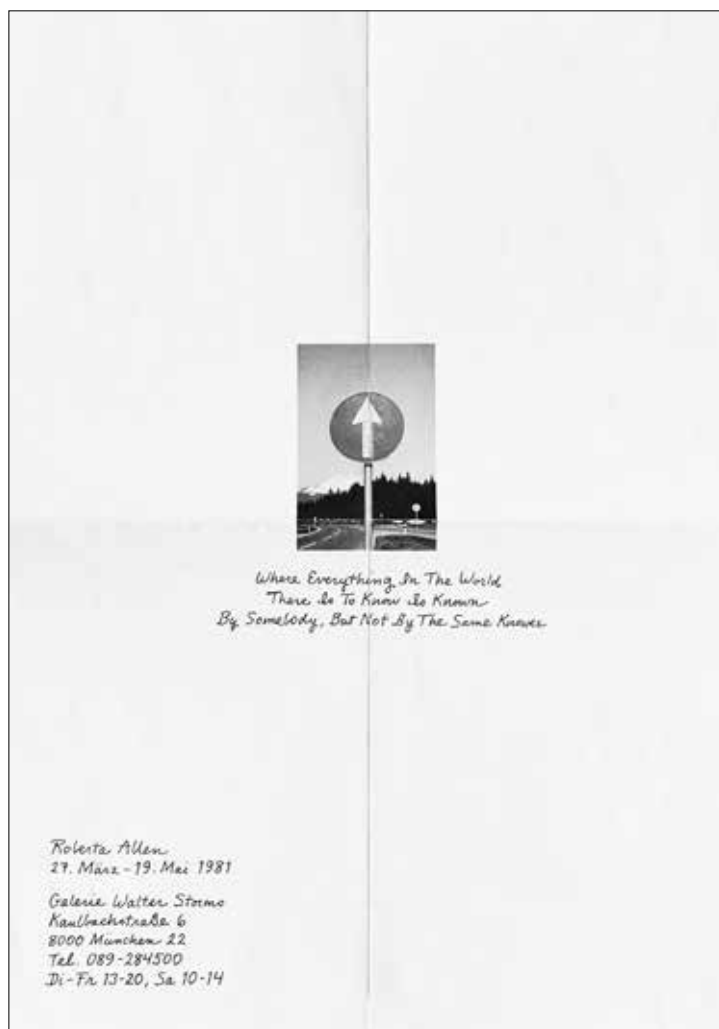 Where Everything In The World
There Is To Know Is Known
By Somebody, But Not By The Same Knower
Roberta Allen
27. März - 19. Mai 1981
Galerie Walter Storms
Kaulbachstraße 6
8000 München 22
Tel. 089-284500
Di-Fr 13-20, Sa 10-14